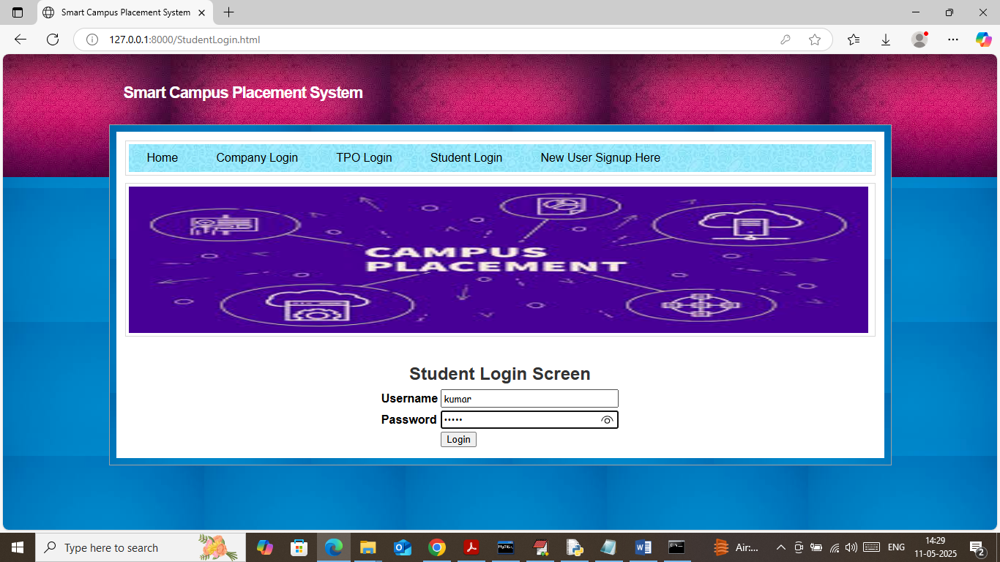 Smart Campus Placement System
127.0.0.1:8000/StudentLogin.html
Smart Campus Placement System
Home Company Login TPO Login Student Login New User Signup Here
CAMPUS
PLACEMENT
Student Login Screen
Username kumar
Password •••••
Login
Type here to search Air... ENG 14:29
11-05-2025 2